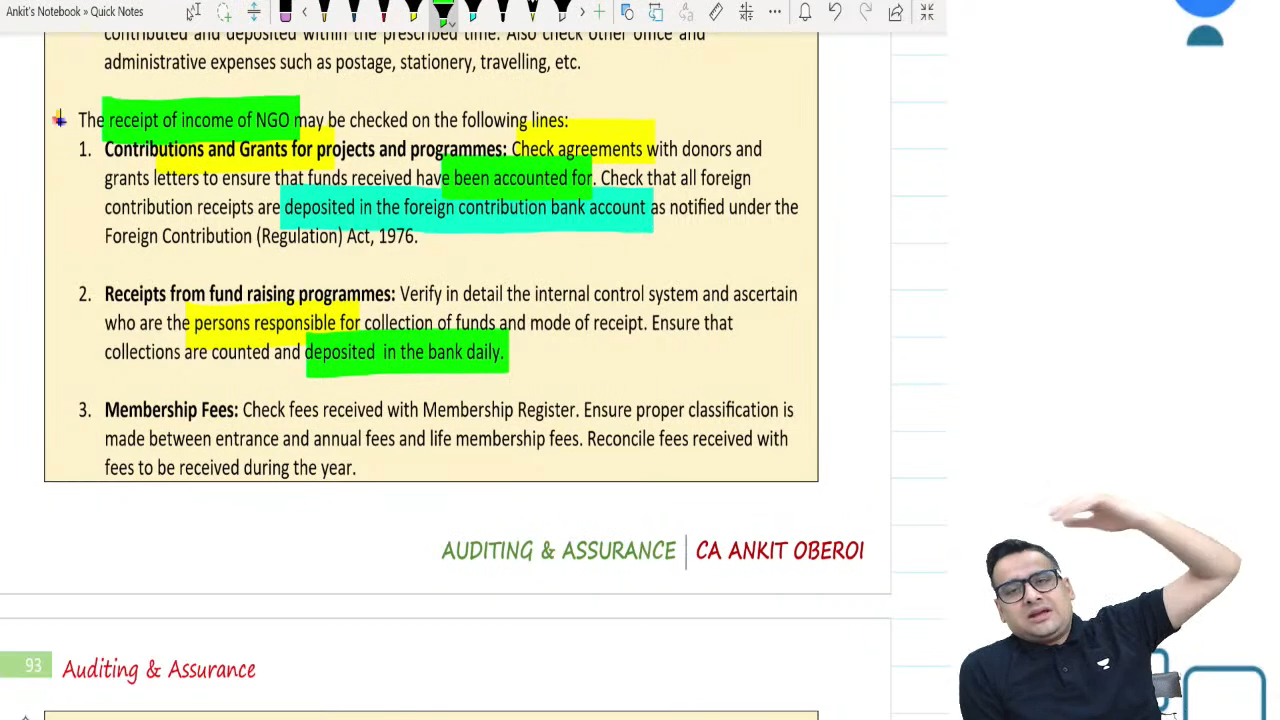 Ankit's Notebook » Quick Notes
contributed and deposited within the prescribed time. Also check other office and
administrative expenses such as postage, stationery, travelling, etc.
The receipt of income of NGO may be checked on the following lines:
1. Contributions and Grants for projects and programmes: Check agreements with donors and
grants letters to ensure that funds received have been accounted for. Check that all foreign
contribution receipts are deposited in the foreign contribution bank account as notified under the
Foreign Contribution (Regulation) Act, 1976.
2. Receipts from fund raising programmes: Verify in detail the internal control system and ascertain
who are the persons responsible for collection of funds and mode of receipt. Ensure that
collections are counted and deposited in the bank daily.
3. Membership Fees: Check fees received with Membership Register. Ensure proper classification is
made between entrance and annual fees and life membership fees. Reconcile fees received with
fees to be received during the year.
AUDITING & ASSURANCE | CA ANKIT OBEROI
93 Auditing & Assurance